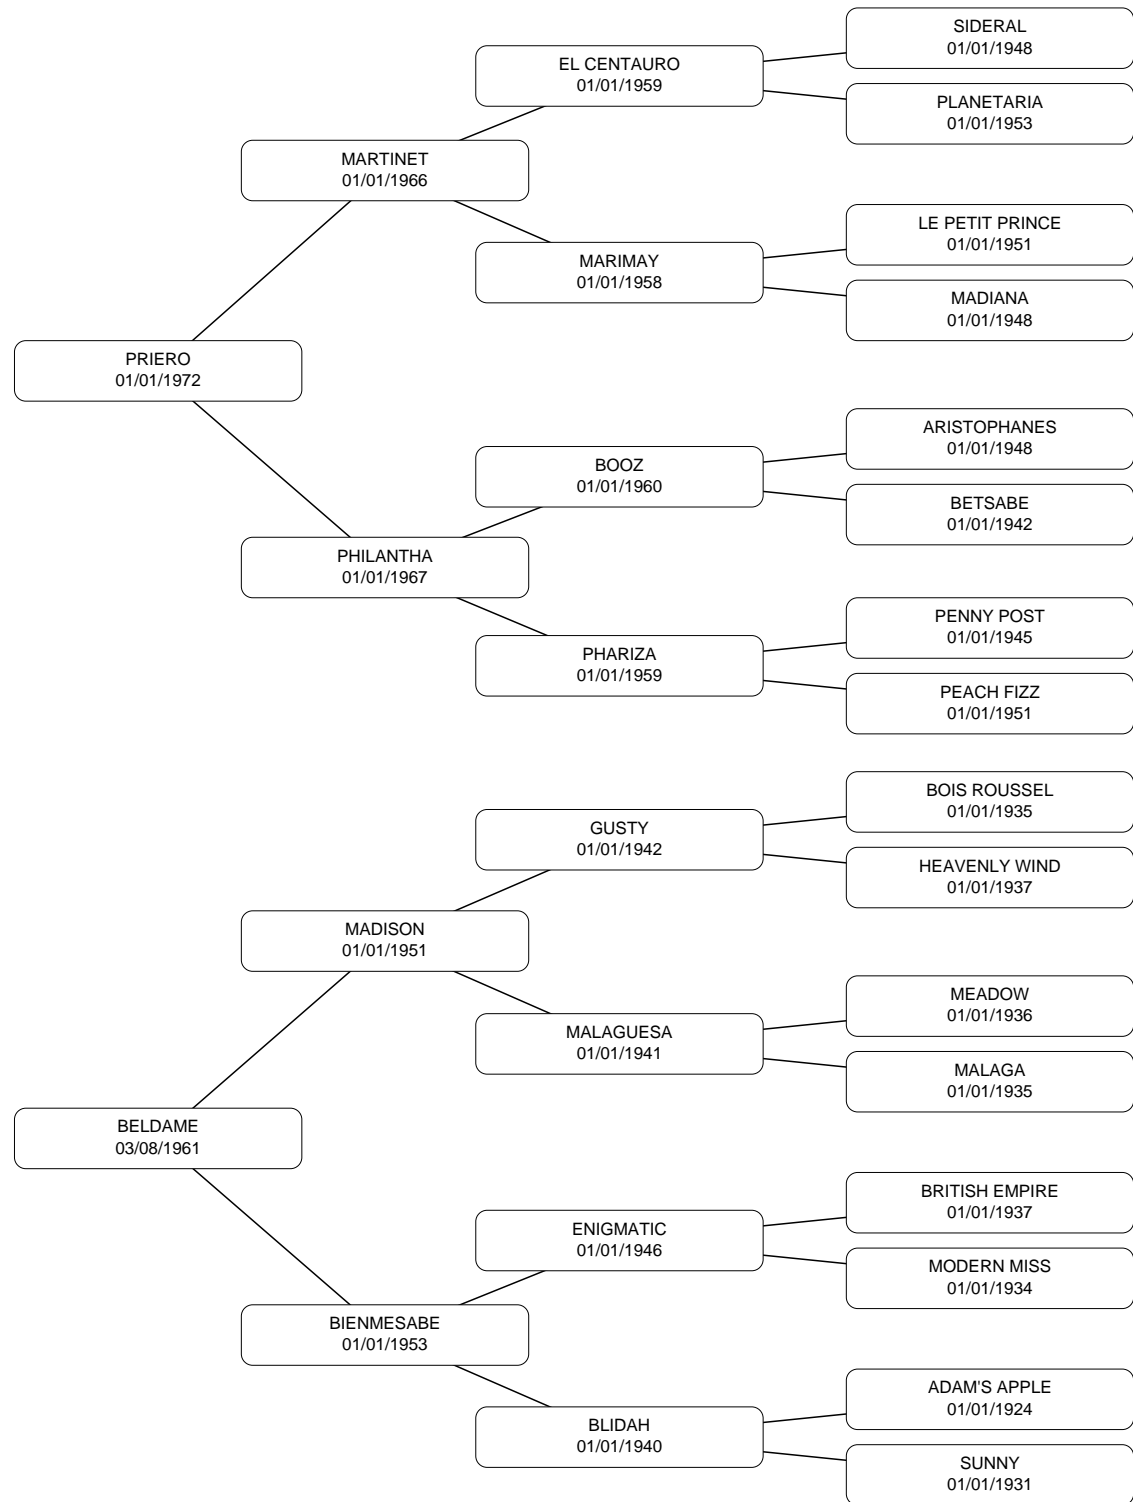 SIDERAL
01/01/1948
EL CENTAURO
01/01/1959
PLANETARIA
01/01/1953
MARTINET
01/01/1966
LE PETIT PRINCE
01/01/1951
MARIMAY
01/01/1958
MADIANA
01/01/1948
PRIERO
01/01/1972
ARISTOPHANES
01/01/1948
BOOZ
01/01/1960
BETSABE
01/01/1942
PHILANTHA
01/01/1967
PENNY POST
01/01/1945
PHARIZA
01/01/1959
PEACH FIZZ
01/01/1951
BOIS ROUSSEL
01/01/1935
GUSTY
01/01/1942
HEAVENLY WIND
01/01/1937
MADISON
01/01/1951
MEADOW
01/01/1936
MALAGUESA
01/01/1941
MALAGA
01/01/1935
BELDAME
03/08/1961
BRITISH EMPIRE
01/01/1937
ENIGMATIC
01/01/1946
MODERN MISS
01/01/1934
BIENMESABE
01/01/1953
ADAM'S APPLE
01/01/1924
BLIDAH
01/01/1940
SUNNY
01/01/1931